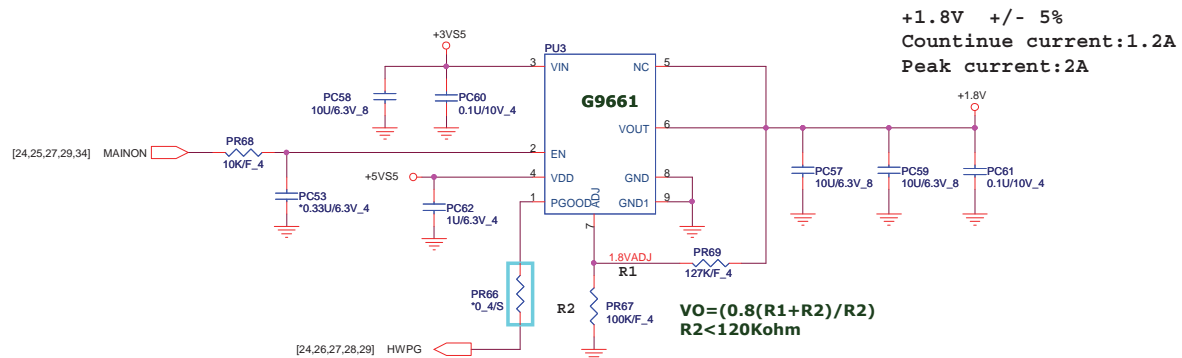 +1.8V +/- 5%
Countinue current:1.2A
Peak current:2A
+3VS5
PU3
3 VIN
NC 5
G9661
PC58
10U/6.3V_8
PC60
0.1U/10V_4
+1.8V
VOUT 6
[24,25,27,29,34] MAINON
PR68
10K/F_4
2 EN
PC53
*0.33U/6.3V_4
+5VS5
4 VDD
PC62
1U/6.3V_4
1 PGOOD
ADJ
7
GND 8
GND1 9
PC57
10U/6.3V_8
PC59
10U/6.3V_8
PC61
0.1U/10V_4
1.8VADJ
R1
PR69
127K/F_4
PR66
*0_4/S
R2
PR67
100K/F_4
VO=(0.8(R1+R2)/R2)
R2<120Kohm
[24,26,27,28,29] HWPG